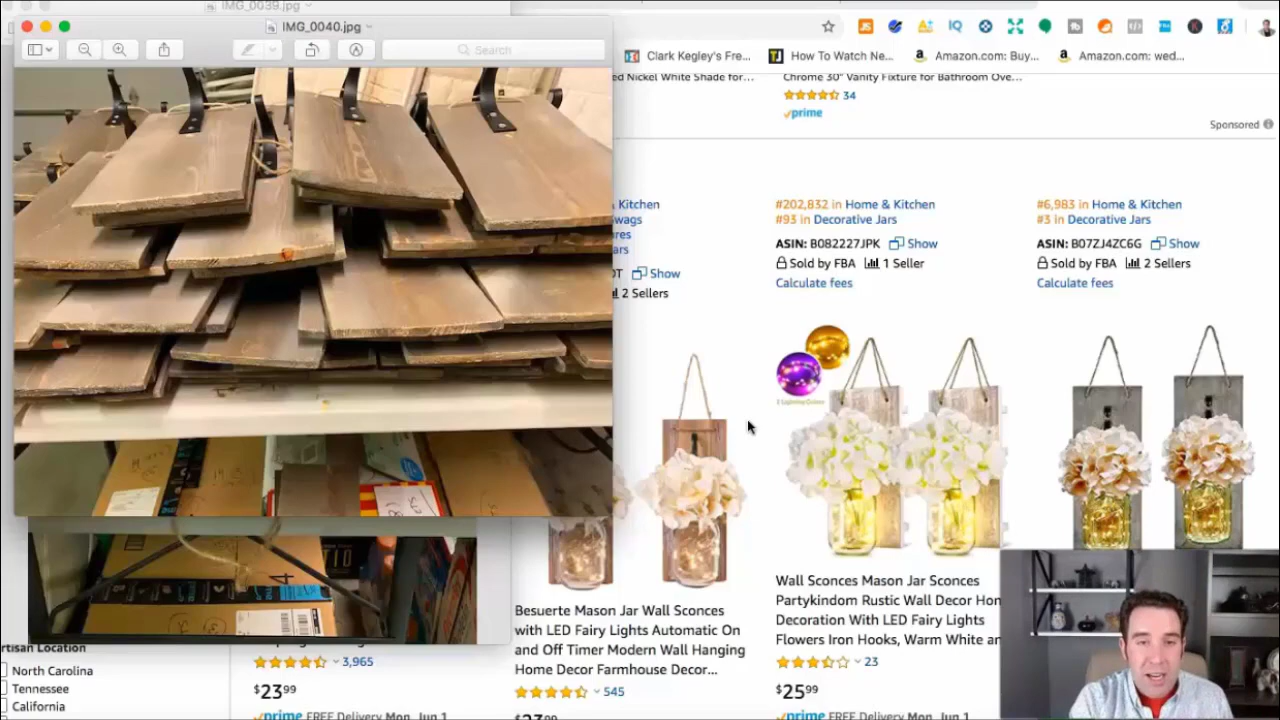 IMG_0039.jpg
IMG_0040.jpg
Search
Clark Kegley's Fre...
How To Watch Ne...
Amazon.com: Buy...
Amazon.com: wed...
ed Nickel White Shade for...
Chrome 30" Vanity Fixture for Bathroom Ove...
34
prime
Sponsored
Kitchen
#202,832 in Home & Kitchen
#93 in Decorative Jars
ASIN: B082227JPK Show
Sold by FBA 1 Seller
Calculate fees
#6,983 in Home & Kitchen
#3 in Decorative Jars
ASIN: B07ZJ4ZC6G Show
Sold by FBA 2 Sellers
Calculate fees
Show
2 Sellers
Besuerte Mason Jar Wall Sconces
with LED Fairy Lights Automatic On
and Off Timer Modern Wall Hanging
Home Decor Farmhouse Decor...
545
Wall Sconces Mason Jar Sconces
Partykindom Rustic Wall Decor Hon
Decoration With LED Fairy Lights
Flowers Iron Hooks, Warm White an
23
$25.99
prime FREE Delivery Mon, Jun 1
3,965
$23.99
prime FREE Delivery Mon, Jun 1
rtisan Location
North Carolina
Tennessee
California